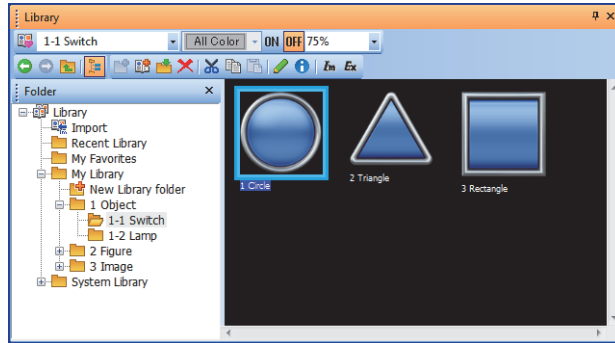 Library
1-1 Switch All Color ON OFF 75%
Im Ex
Folder
Library
Import
Recent Library
My Favorites
My Library
New Library folder
1 Object
1-1 Switch
1-2 Lamp
2 Figure
3 Image
System Library
1 Circle
2 Triangle
3 Rectangle